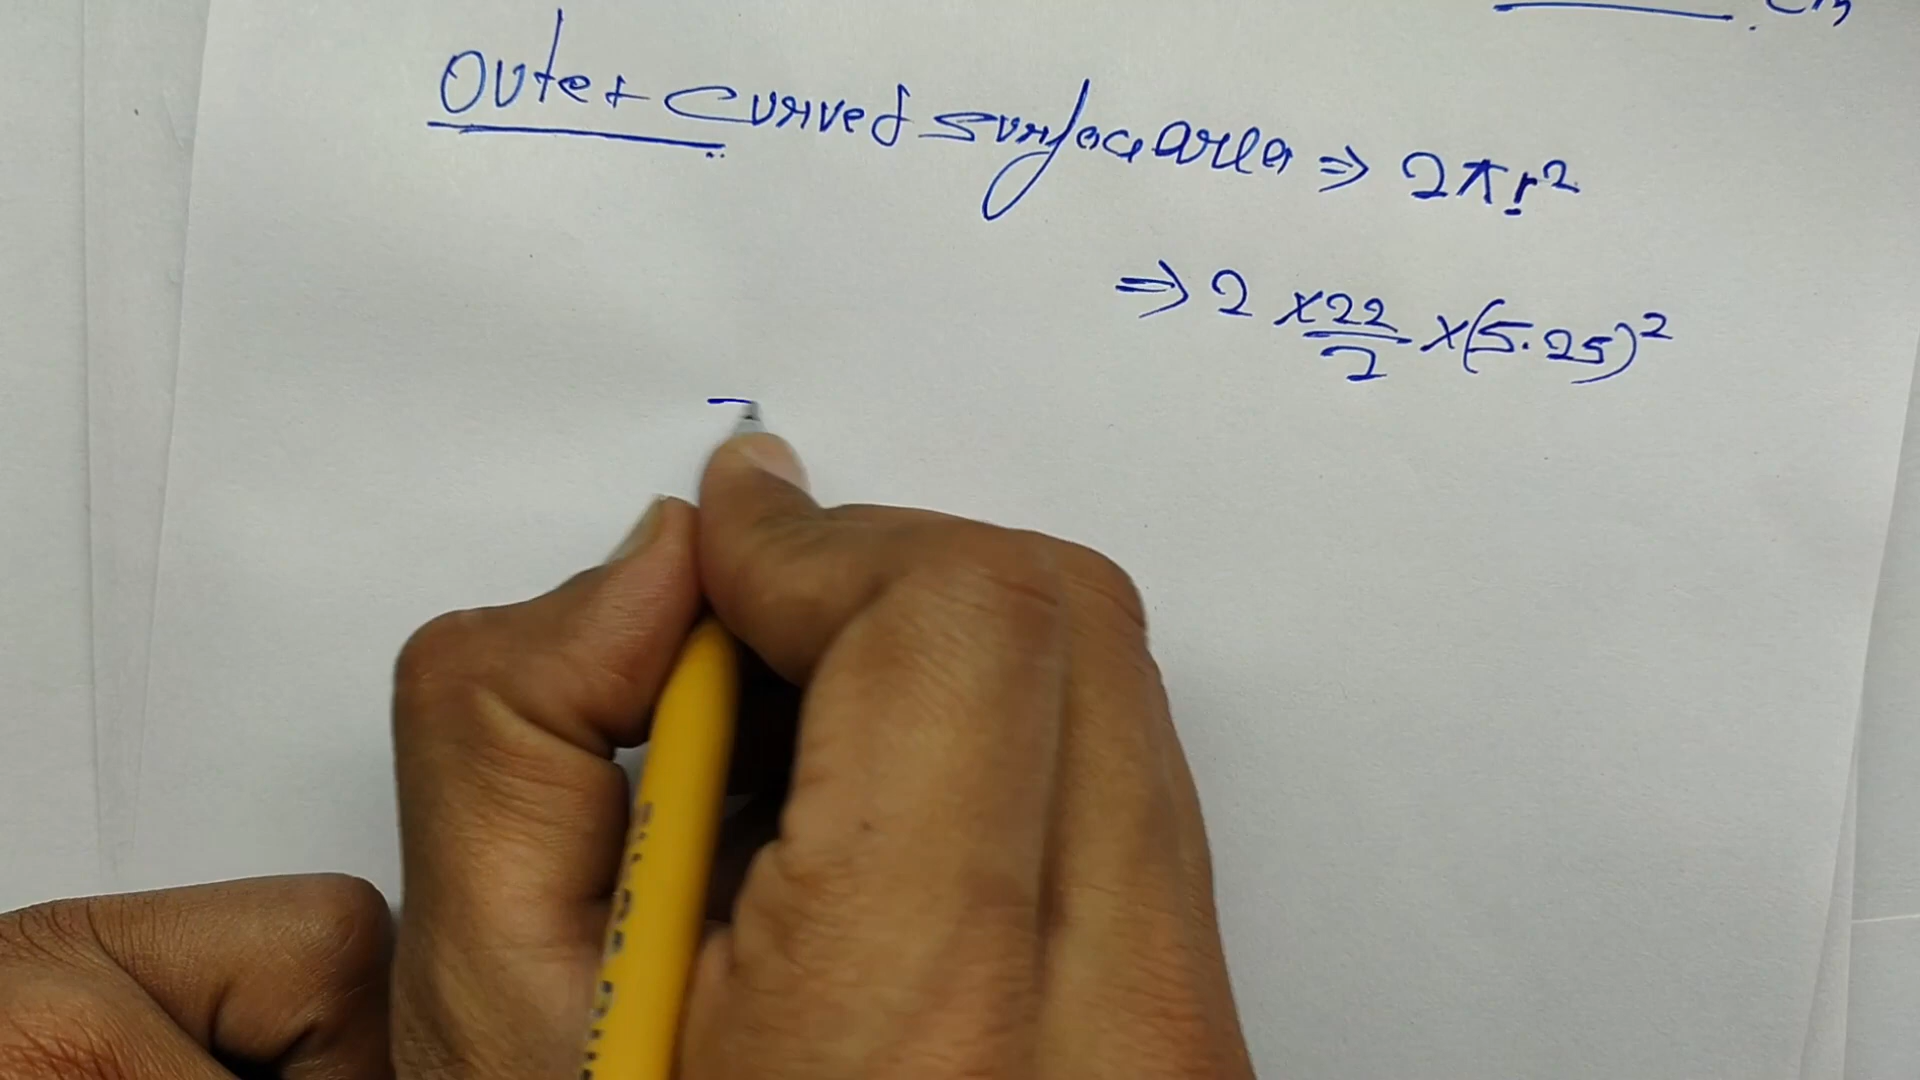 Outer curved surface area ⇒ 2πr²
⇒ 2 × 22/7 × (5.25)²